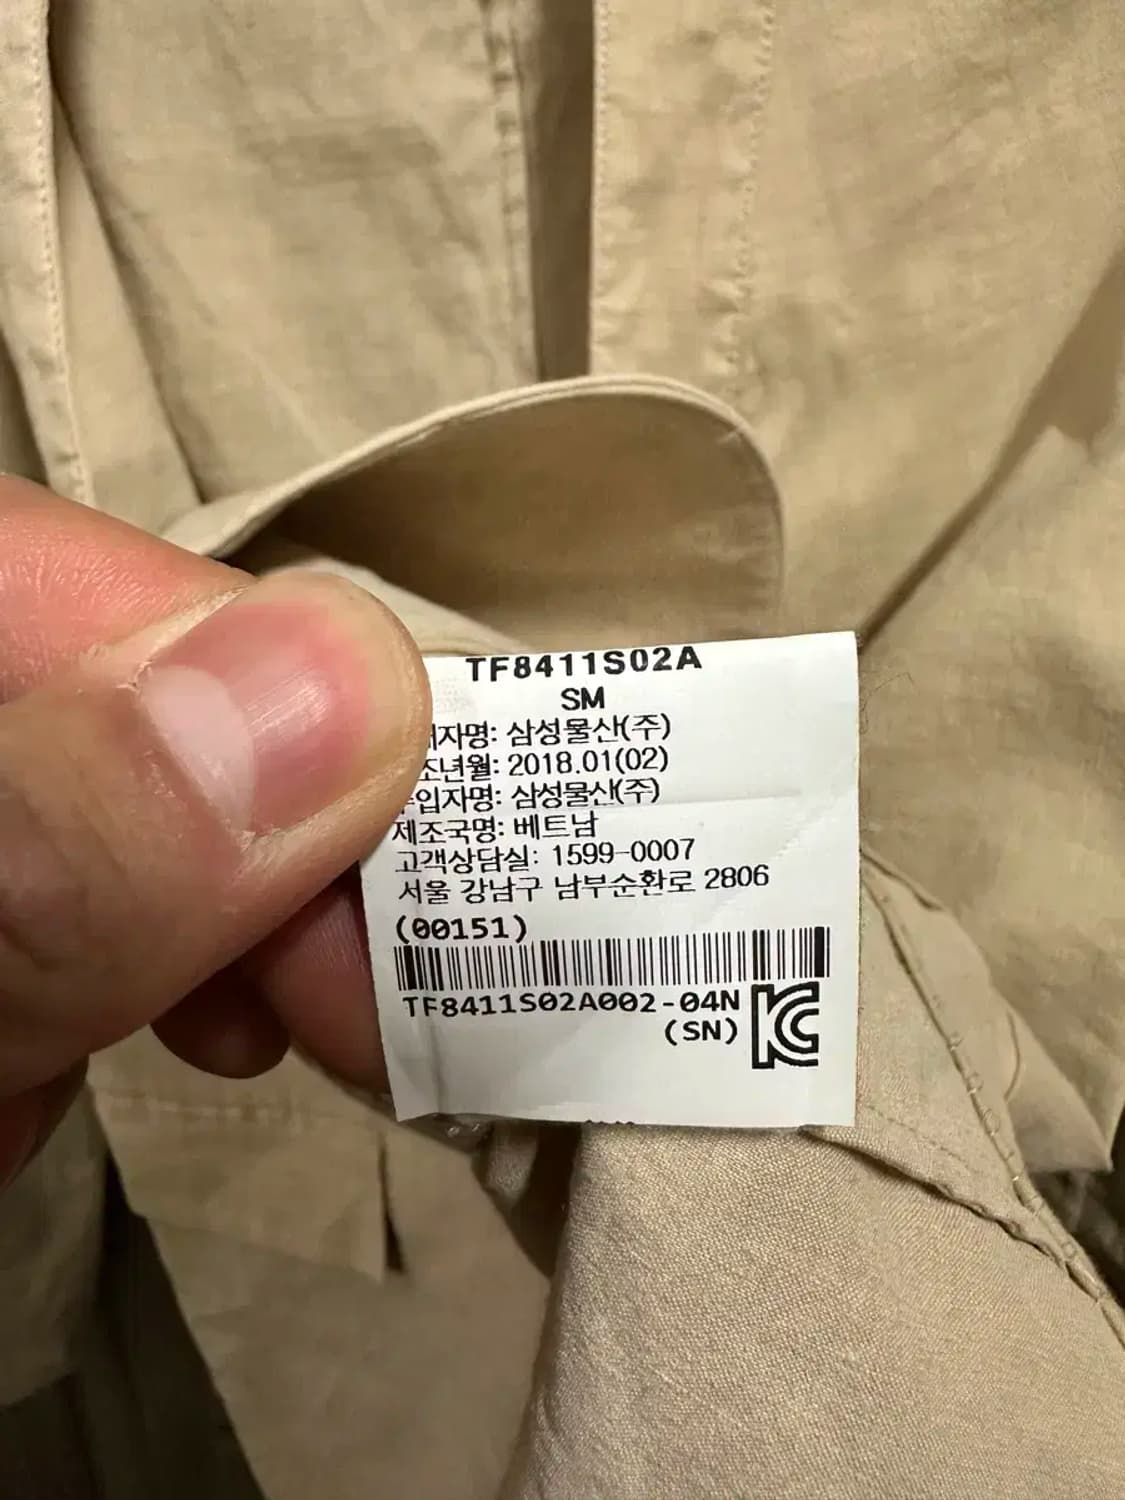 TF8411S02A
SM
자명: 삼성물산(주)
조년월: 2018.01(02)
입자명: 삼성물산(주)
제조국명: 베트남
고객상담실: 1599-0007
서울 강남구 남부순환로 2806
(00151)
TF8411S02A002-04N
(SN)
KC